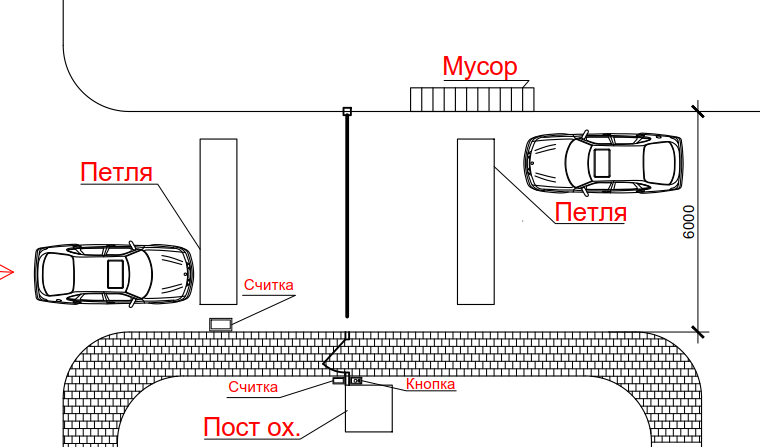 Мусор
Петля
Петля
6000
Считка
Считка
Кнопка
Пост ох.